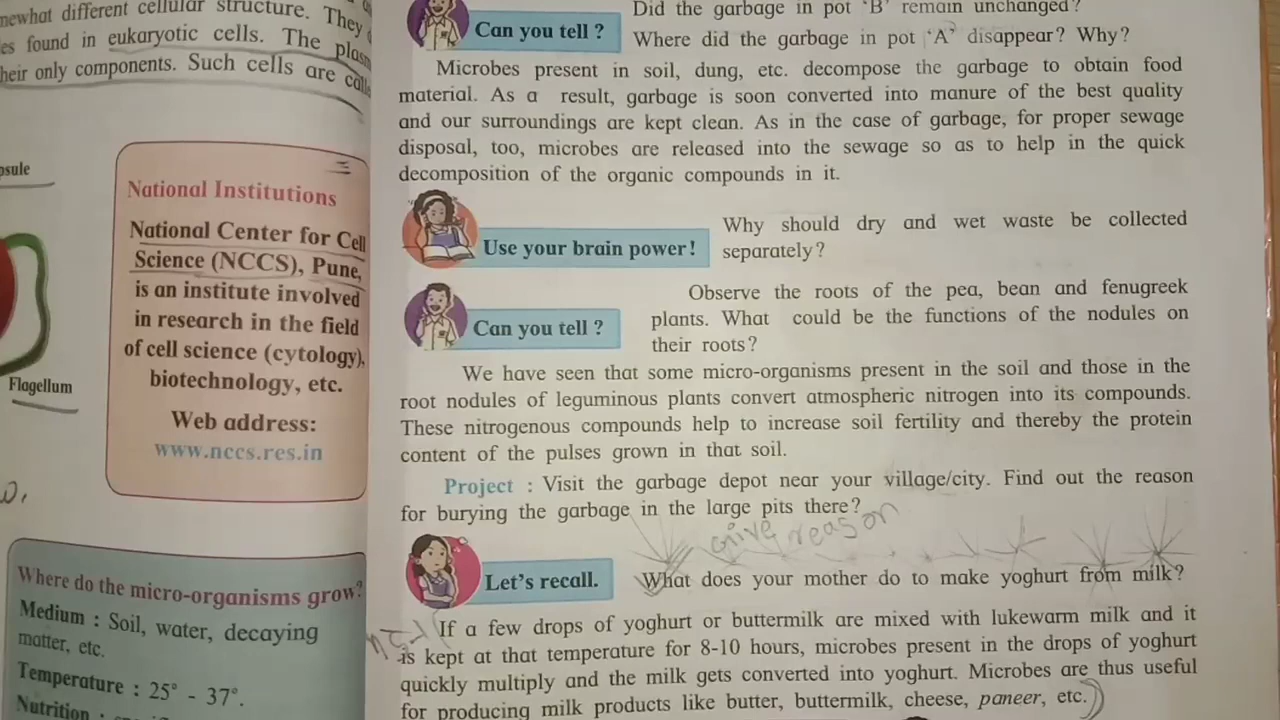 mewhat different cellular structure. They
es found in eukaryotic cells. The plasm
heir only components. Such cells are calle
psule
National Institutions
National Center for Cell
Science (NCCS), Pune,
is an institute involved
in research in the field
of cell science (cytology),
biotechnology, etc.
Web address:
www.nccs.res.in
Flagellum
Where do the micro-organisms grow?
Medium : Soil, water, decaying
matter, etc.
Temperature : 25° - 37°.
Nutrition :
Did the garbage in pot 'B' remain unchanged?
Can you tell ?
Where did the garbage in pot 'A' disappear? Why?
Microbes present in soil, dung, etc. decompose the garbage to obtain food
material. As a result, garbage is soon converted into manure of the best quality
and our surroundings are kept clean. As in the case of garbage, for proper sewage
disposal, too, microbes are released into the sewage so as to help in the quick
decomposition of the organic compounds in it.
Use your brain power!
Why should dry and wet waste be collected
separately?
Can you tell ?
Observe the roots of the pea, bean and fenugreek
plants. What could be the functions of the nodules on
their roots?
We have seen that some micro-organisms present in the soil and those in the
root nodules of leguminous plants convert atmospheric nitrogen into its compounds.
These nitrogenous compounds help to increase soil fertility and thereby the protein
content of the pulses grown in that soil.
Project : Visit the garbage depot near your village/city. Find out the reason
for burying the garbage in the large pits there?
Give reason
Let's recall.
What does your mother do to make yoghurt from milk?
If a few drops of yoghurt or buttermilk are mixed with lukewarm milk and it
is kept at that temperature for 8-10 hours, microbes present in the drops of yoghurt
quickly multiply and the milk gets converted into yoghurt. Microbes are thus useful
for producing milk products like butter, buttermilk, cheese, paneer, etc.